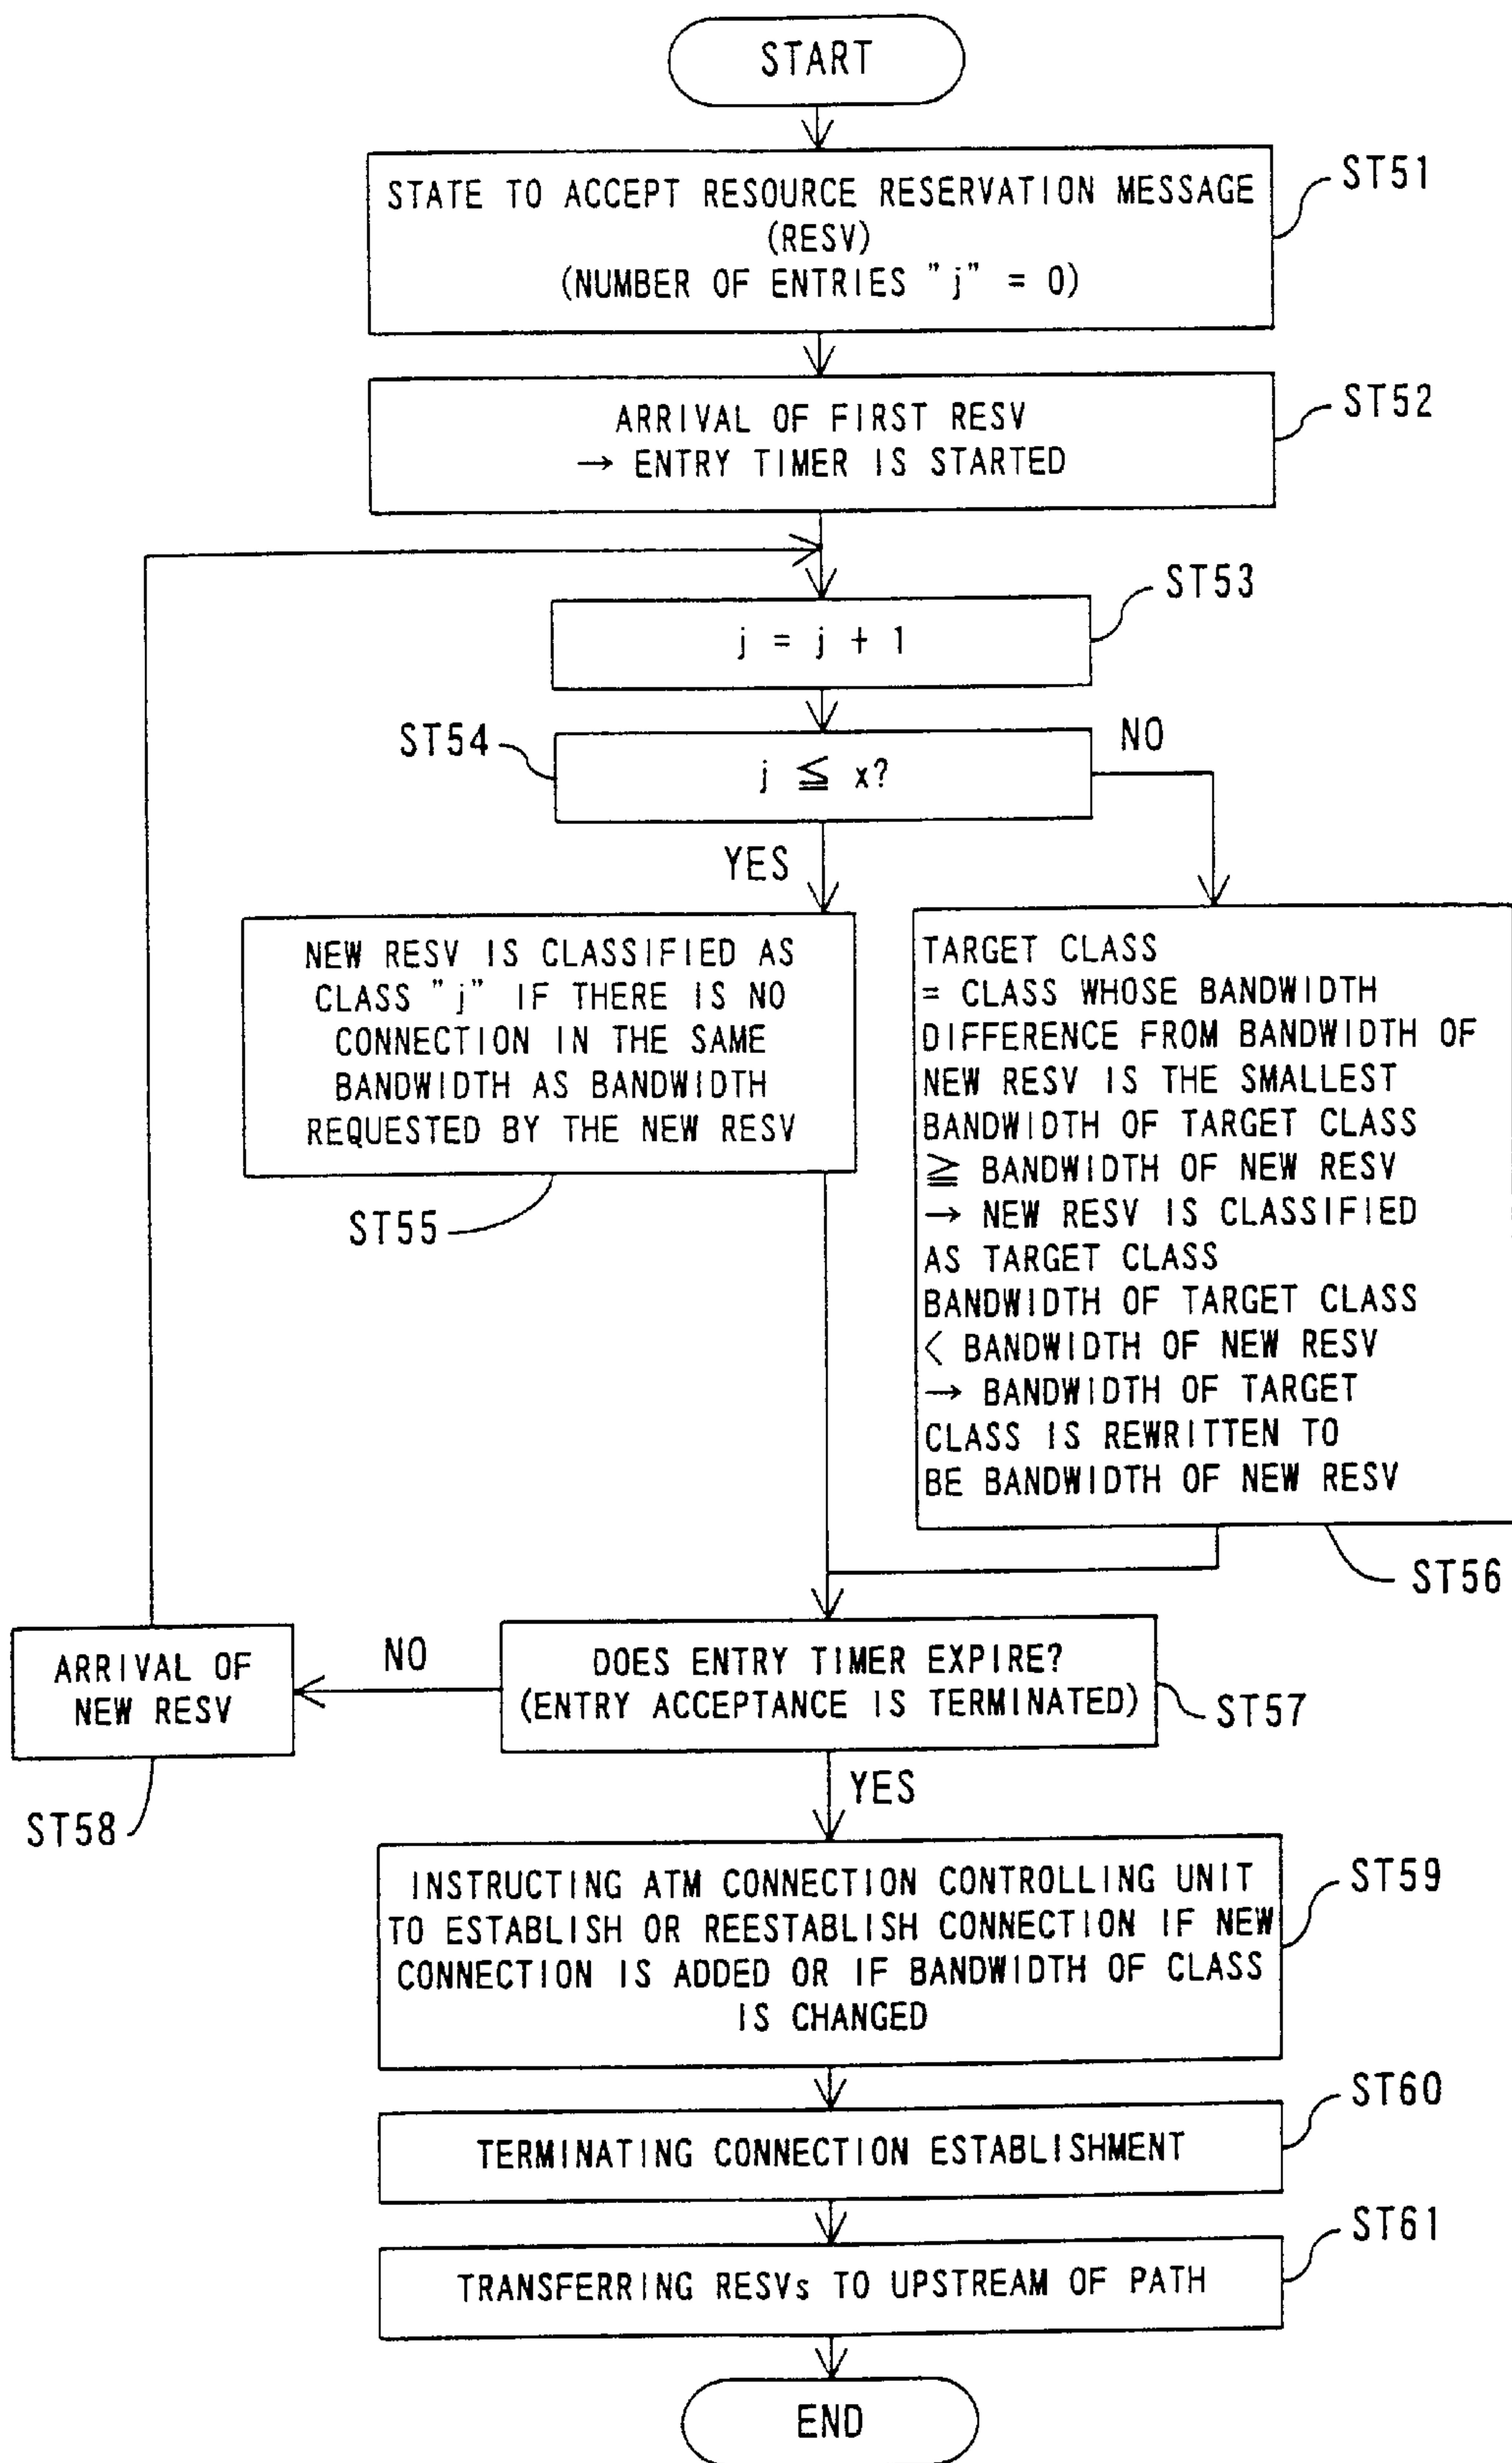 START
STATE TO ACCEPT RESOURCE RESERVATION MESSAGE
(RESV)
(NUMBER OF ENTRIES "j" = 0)
ST51
ARRIVAL OF FIRST RESV
→ ENTRY TIMER IS STARTED
ST52
j = j + 1
ST53
ST54
j ≦ x?
NO
YES
NEW RESV IS CLASSIFIED AS
CLASS "j" IF THERE IS NO
CONNECTION IN THE SAME
BANDWIDTH AS BANDWIDTH
REQUESTED BY THE NEW RESV
ST55
TARGET CLASS
= CLASS WHOSE BANDWIDTH
DIFFERENCE FROM BANDWIDTH OF
NEW RESV IS THE SMALLEST
BANDWIDTH OF TARGET CLASS
≧ BANDWIDTH OF NEW RESV
→ NEW RESV IS CLASSIFIED
AS TARGET CLASS
BANDWIDTH OF TARGET CLASS
< BANDWIDTH OF NEW RESV
→ BANDWIDTH OF TARGET
CLASS IS REWRITTEN TO
BE BANDWIDTH OF NEW RESV
ST56
DOES ENTRY TIMER EXPIRE?
(ENTRY ACCEPTANCE IS TERMINATED)
ST57
NO
ARRIVAL OF
NEW RESV
ST58
YES
INSTRUCTING ATM CONNECTION CONTROLLING UNIT
TO ESTABLISH OR REESTABLISH CONNECTION IF NEW
CONNECTION IS ADDED OR IF BANDWIDTH OF CLASS
IS CHANGED
ST59
TERMINATING CONNECTION ESTABLISHMENT
ST60
TRANSFERRING RESVs TO UPSTREAM OF PATH
ST61
END